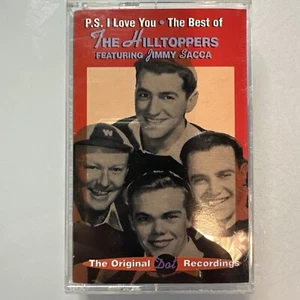 P.S. I Love You • The Best of
THE HILLTOPPERS
FEATURING JIMMY SACCA
W
The Original Dot Recordings